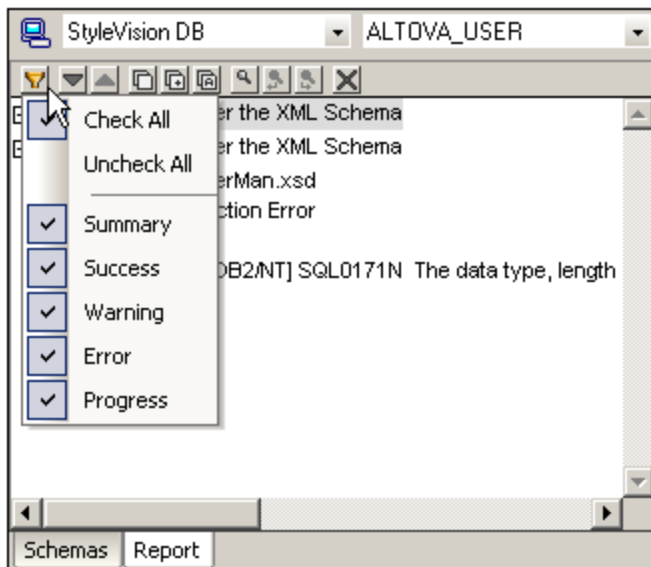 StyleVision DB ALTOVA_USER
Check All er the XML Schema
Uncheck All er the XML Schema
erMan.xsd
ction Error
Summary
Success DB2/NT] SQL0171N The data type, length
Warning
Error
Progress
Schemas Report